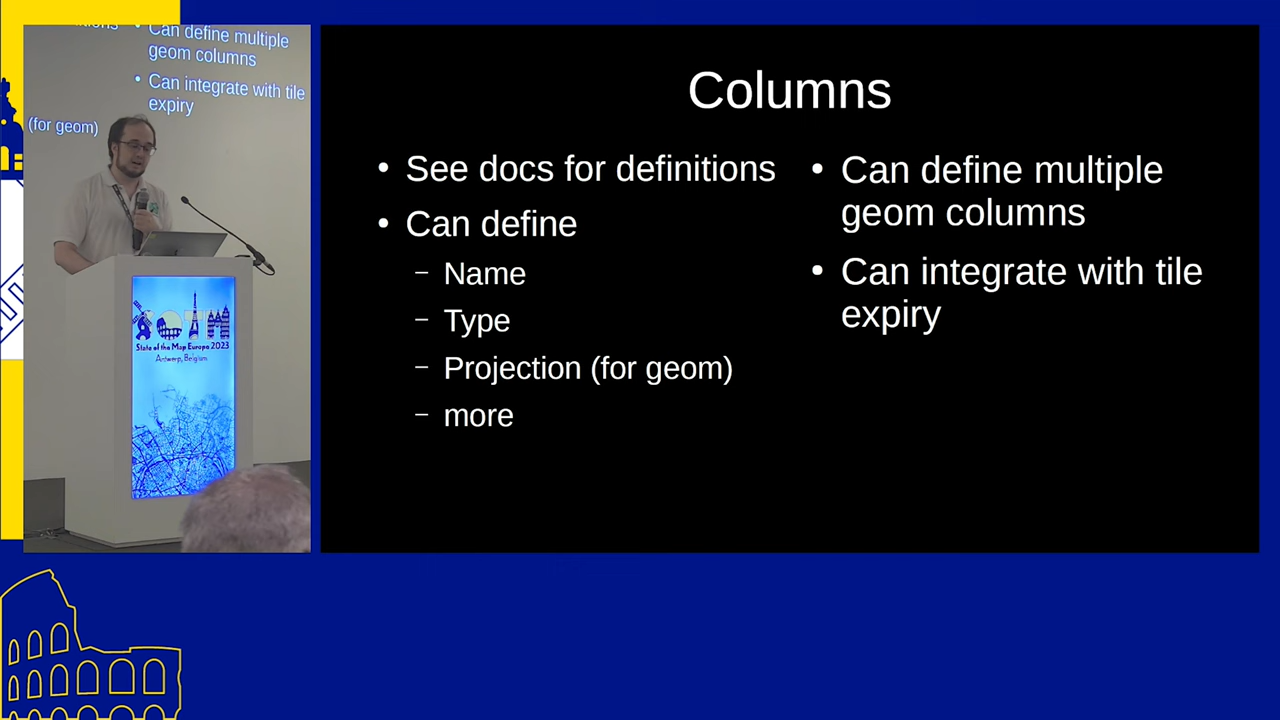 Can define multiple
geom columns
Can integrate with tile
expiry
(for geom)
SOTM
State of the Map Europe 2023
Antwerp, Belgium
Columns
• See docs for definitions
• Can define
– Name
– Type
– Projection (for geom)
– more
• Can define multiple
geom columns
• Can integrate with tile
expiry